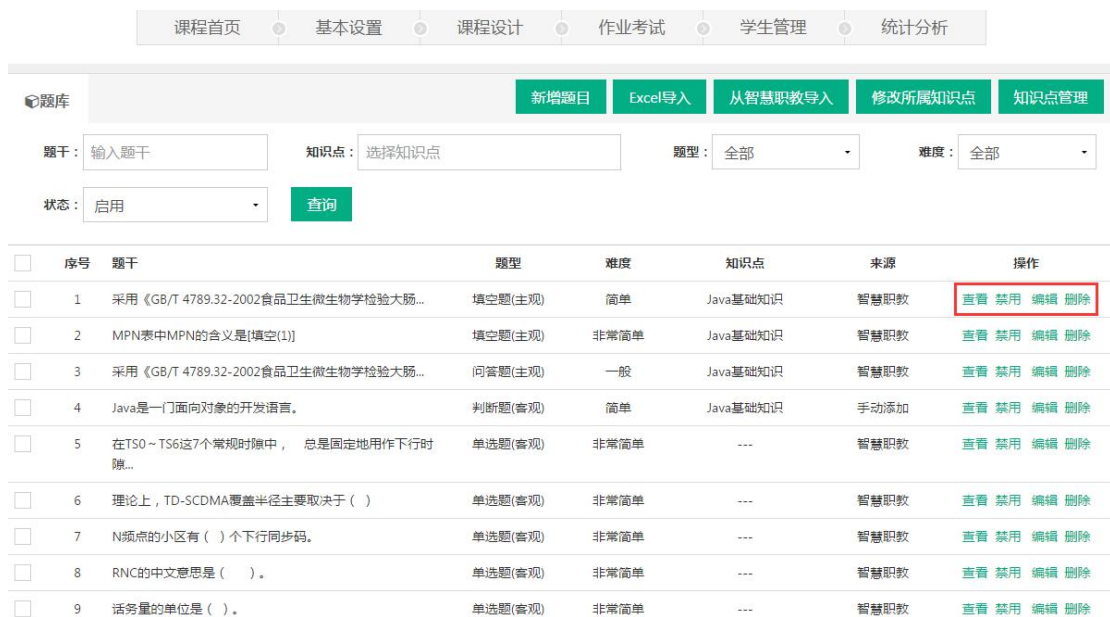 课程首页 基本设置 课程设计 作业考试 学生管理 统计分析
题库 新增题目 Excel导入 从智慧职教导入 修改所属知识点 知识点管理
题干： 输入题干 知识点： 选择知识点 题型： 全部 难度： 全部
状态： 启用 查询
序号 题干 题型 难度 知识点 来源 操作
1 采用《GB/T 4789.32-2002食品卫生微生物学检验大肠... 填空题(主观) 简单 Java基础知识 智慧职教 查看 禁用 编辑 删除
2 MPN表中MPN的含义是[填空(1)] 填空题(主观) 非常简单 Java基础知识 智慧职教 查看 禁用 编辑 删除
3 采用《GB/T 4789.32-2002食品卫生微生物学检验大肠... 问答题(主观) 一般 Java基础知识 智慧职教 查看 禁用 编辑 删除
4 Java是一门面向对象的开发语言。 判断题(客观) 简单 Java基础知识 手动添加 查看 禁用 编辑 删除
5 在TS0～TS6这7个常规时隙中， 总是固定地用作下行时 单选题(客观) 非常简单 --- 智慧职教 查看 禁用 编辑 删除
隙...
6 理论上，TD-SCDMA覆盖半径主要取决于（ ） 单选题(客观) 非常简单 --- 智慧职教 查看 禁用 编辑 删除
7 N频点的小区有（ ）个下行同步码。 单选题(客观) 非常简单 --- 智慧职教 查看 禁用 编辑 删除
8 RNC的中文意思是（ ）。 单选题(客观) 非常简单 --- 智慧职教 查看 禁用 编辑 删除
9 话务量的单位是（ ）。 单选题(客观) 非常简单 --- 智慧职教 查看 禁用 编辑 删除